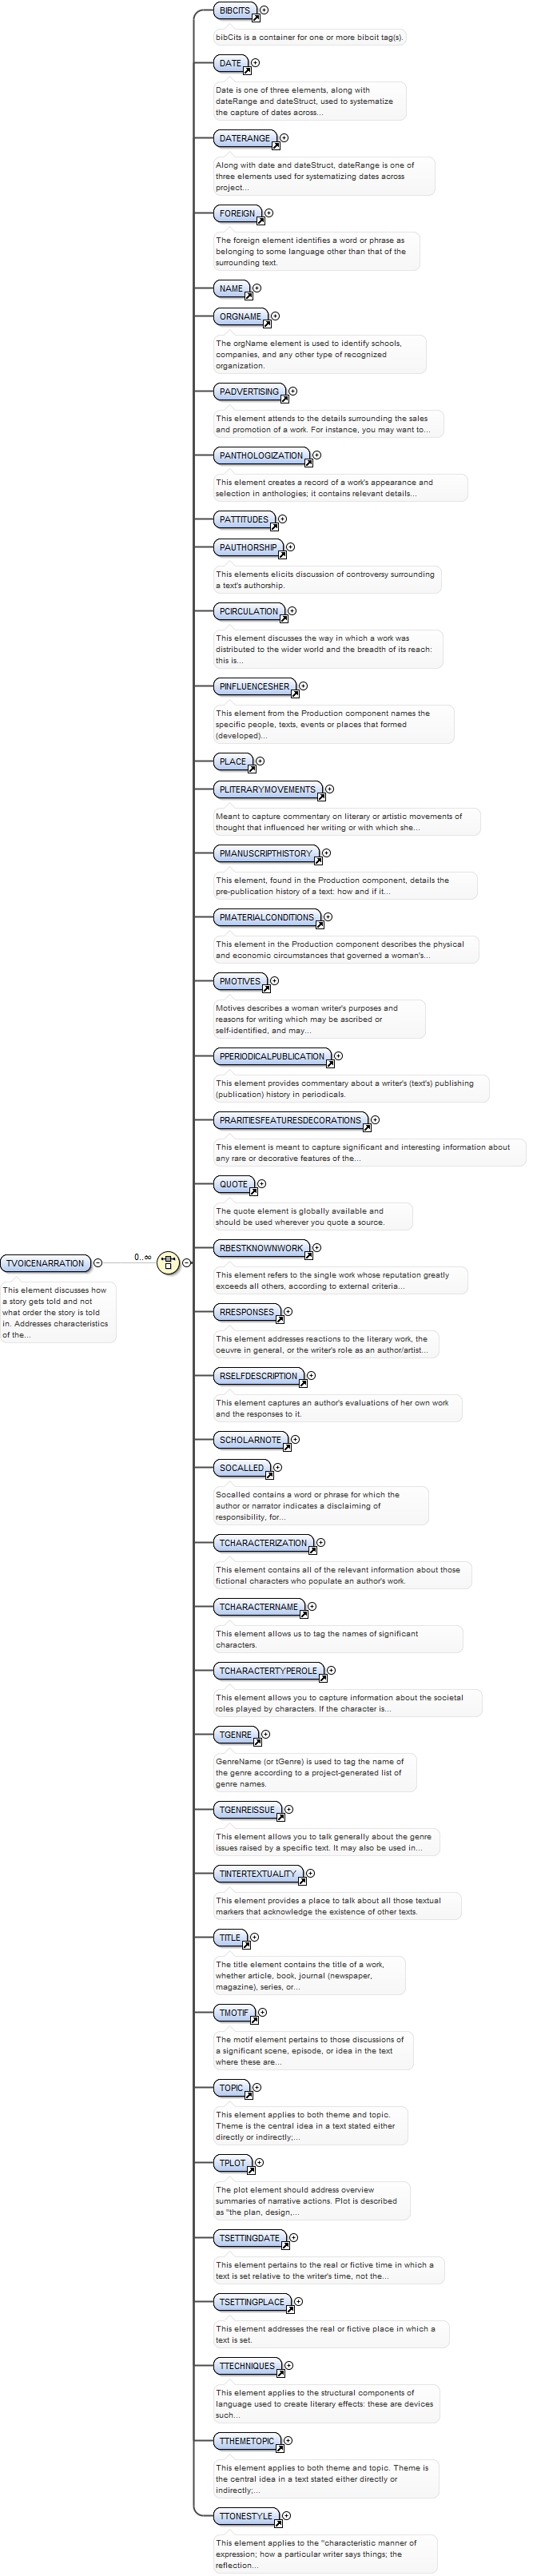 BIBCITS
bibCits is a container for one or more bibcit tag(s).
DATE
Date is one of three elements, along with
dateRange and dateStruct, used to systematize
the capture of dates across...
DATERANGE
Along with date and dateStruct, dateRange is one of
three elements used for systematizing dates across
project...
FOREIGN
The foreign element identifies a word or phrase as
belonging to some language other than that of the
surrounding text.
NAME
ORGNAME
The orgName element is used to identify schools,
companies, and any other type of recognized
organization.
PADVERTISING
This element attends to the details surrounding the sales
and promotion of a work. For instance, you may want to...
PANTHOLOGIZATION
This element creates a record of a work's appearance and
selection in anthologies; it contains relevant details...
PATTITUDES
PAUTHORSHIP
This elements elicits discussion of controversy surrounding
a text's authorship.
PCIRCULATION
This element discusses the way in which a work was
distributed to the wider world and the breadth of its reach:
this is...
PINFLUENCESHER
This element from the Production component names the
specific people, texts, events or places that formed
(developed)...
PLACE
PLITERARYMOVEMENTS
Meant to capture commentary on literary or artistic movements of
thought that influenced her writing or with which she...
PMANUSCRIPTHISTORY
This element, found in the Production component, details the
pre-publication history of a text: how and if it...
PMATERIALCONDITIONS
This element in the Production component describes the physical
and economic circumstances that governed a woman's...
PMOTIVES
Motives describes a woman writer's purposes and
reasons for writing which may be ascribed or
self-identified, and may...
PPERIODICALPUBLICATION
This element provides commentary about a writer's (text's) publishing
(publication) history in periodicals.
PRARITIESFEATURESDECORATIONS
This element is meant to capture significant and interesting information about
any rare or decorative features of the...
QUOTE
The quote element is globally available and
should be used wherever you quote a source.
RBESTKNOWNWORK
TVOICENARRATION
0..∞
This element refers to the single work whose reputation greatly
exceeds all others, according to external criteria...
This element discusses how
a story gets told and not
what order the story is told
in. Addresses characteristics
of the...
RRESPONSES
This element addresses reactions to the literary work, the
oeuvre in general, or the writer's role as an author/artist...
RSELFDESCRIPTION
This element captures an author's evaluations of her own work
and the responses to it.
SCHOLARNOTE
SOCALLED
Socalled contains a word or phrase for which the
author or narrator indicates a disclaiming of
responsibility, for...
TCHARACTERIZATION
This element contains all of the relevant information about those
fictional characters who populate an author's work.
TCHARACTERNAME
This element allows us to tag the names of significant
characters.
TCHARACTERTYPEROLE
This element allows you to capture information about the societal
roles played by characters. If the character is...
TGENRE
GenreName (or tGenre) is used to tag the name of
the genre according to a project-generated list of
genre names.
TGENREISSUE
This element allows you to talk generally about the genre
issues raised by a specific text. It may also be used in...
TINTERTEXTUALITY
This element provides a place to talk about all those textual
markers that acknowledge the existence of other texts.
TITLE
The title element contains the title of a work,
whether article, book, journal (newspaper,
magazine), series, or...
TMOTIF
The motif element pertains to those discussions of
a significant scene, episode, or idea in the text
where these are...
TOPIC
This element applies to both theme and topic.
Theme is the central idea in a text stated either
directly or indirectly;...
TPLOT
The plot element should address overview
summaries of narrative actions. Plot is described
as "the plan, design,...
TSETTINGDATE
This element pertains to the real or fictive time in which a
text is set relative to the writer's time, not the...
TSETTINGPLACE
This element addresses the real or fictive place in which a
text is set.
TTECHNIQUES
This element applies to the structural components of
language used to create literary effects: these are devices
such...
TTHEMETOPIC
This element applies to both theme and topic. Theme is
the central idea in a text stated either directly or
indirectly;...
TTONESTYLE
This element applies to the "characteristic manner of
expression; how a particular writer says things; the
reflection...